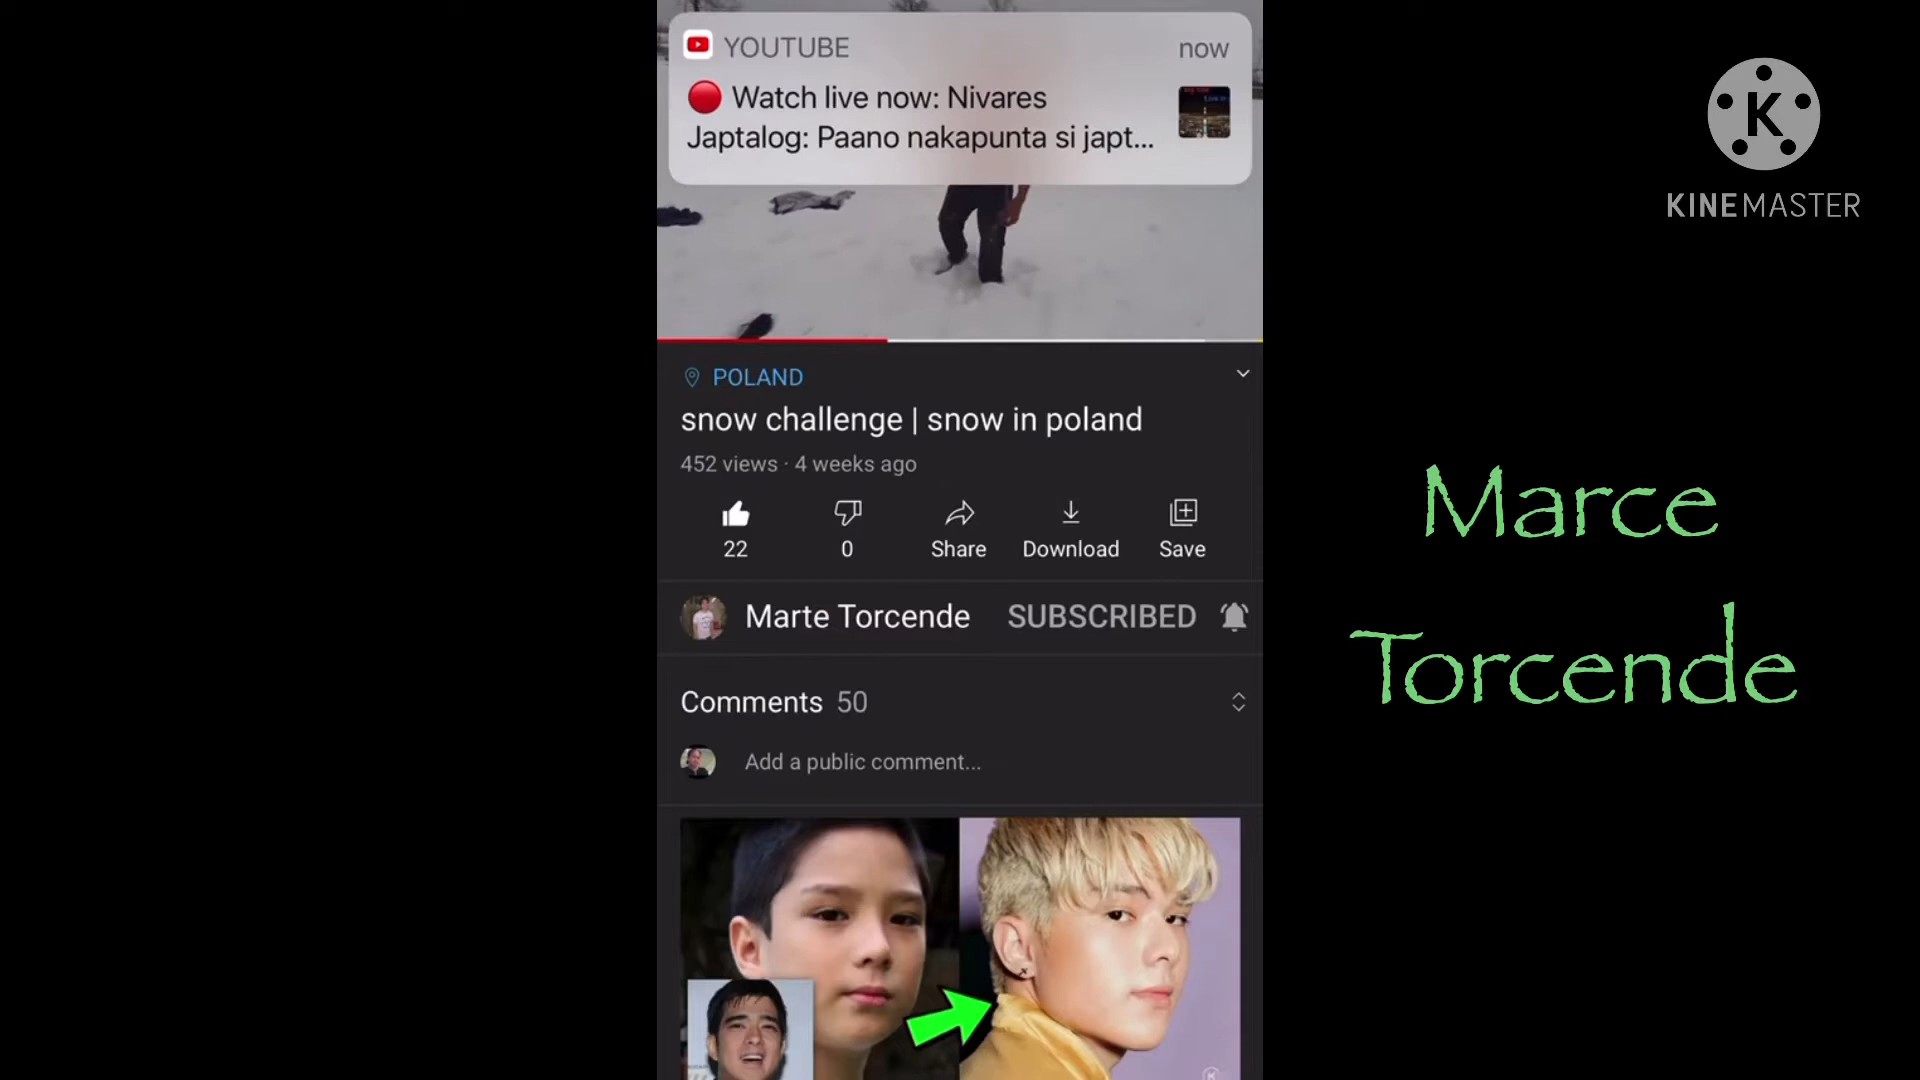 YOUTUBE
now
Watch live now: Nivares
Japtalog: Paano nakapunta si japt...
POLAND
snow challenge | snow in poland
452 views · 4 weeks ago
22
0
Share
Download
Save
Marte Torcende
SUBSCRIBED
Comments 50
Add a public comment...
K
KINEMASTER
Marce
Torcende